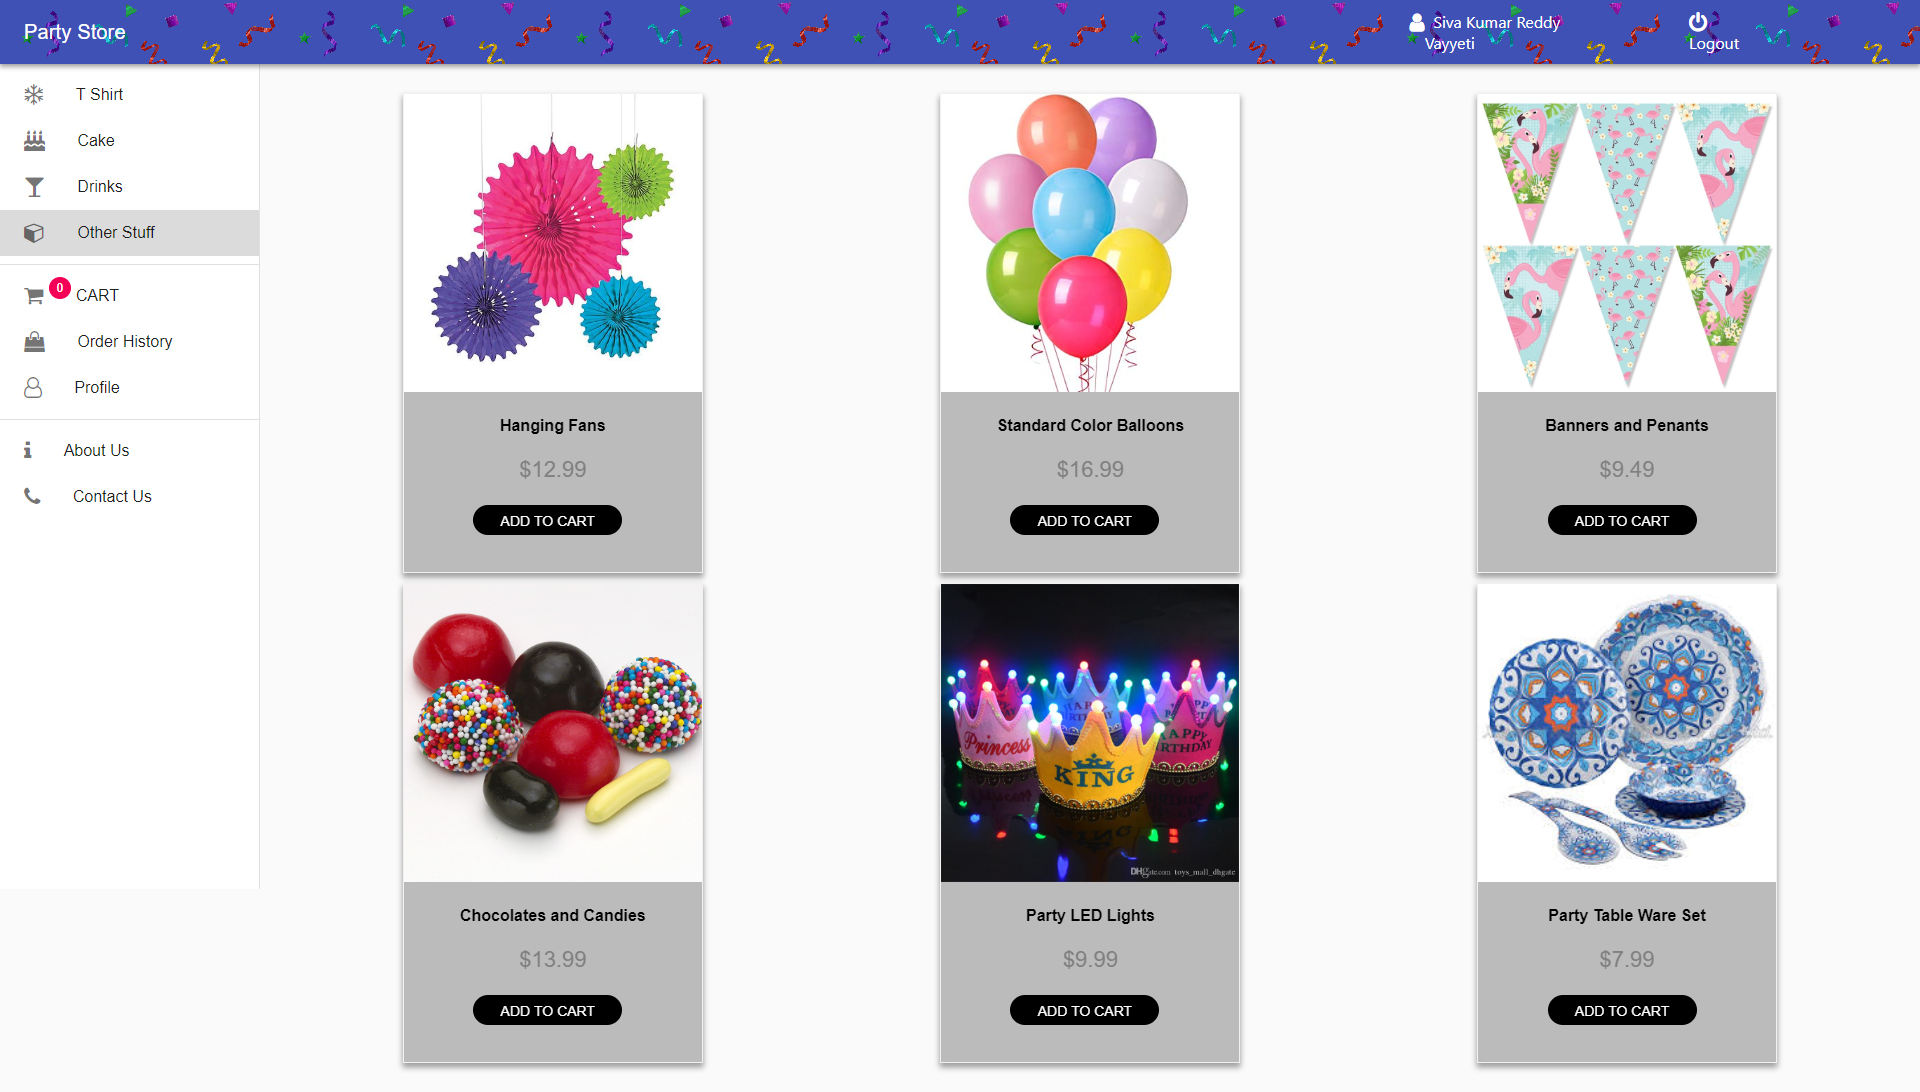 Party Store
Siva Kumar Reddy
Vayyeti
Logout
T Shirt
Cake
Drinks
Other Stuff
0
CART
Order History
Profile
About Us
Contact Us
Hanging Fans
$12.99
ADD TO CART
Standard Color Balloons
$16.99
ADD TO CART
Banners and Penants
$9.49
ADD TO CART
Princess
HAPPY
BIRTHDAY
KING
HAPPY
BIRTHDAY
DHgate.com toys_mall_dhgate
Chocolates and Candies
$13.99
ADD TO CART
Party LED Lights
$9.99
ADD TO CART
Party Table Ware Set
$7.99
ADD TO CART